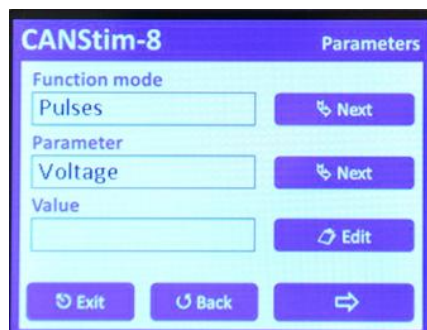 CANStim-8 Parameters
Function mode
Pulses Next
Parameter
Voltage Next
Value
Edit
Exit Back